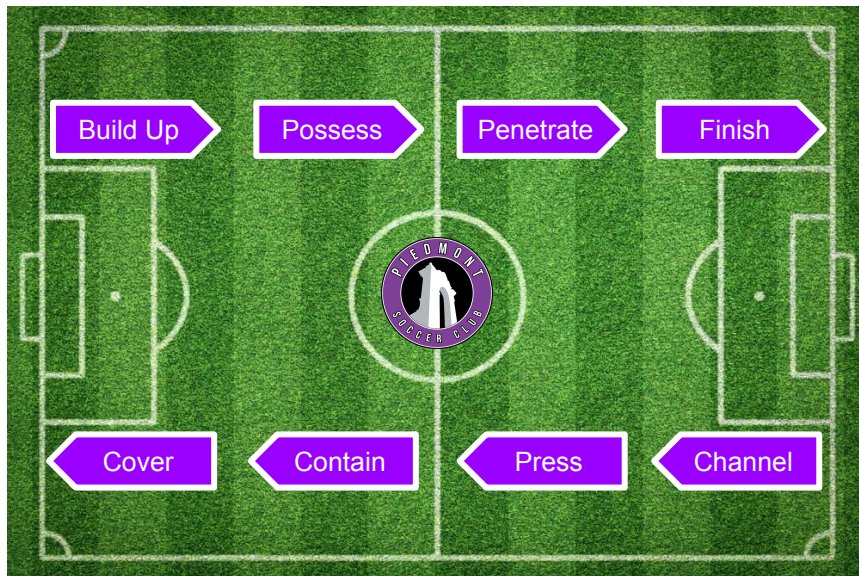 Build Up
Possess
Penetrate
Finish
PIEDMONT
SOCCER CLUB
Cover
Contain
Press
Channel